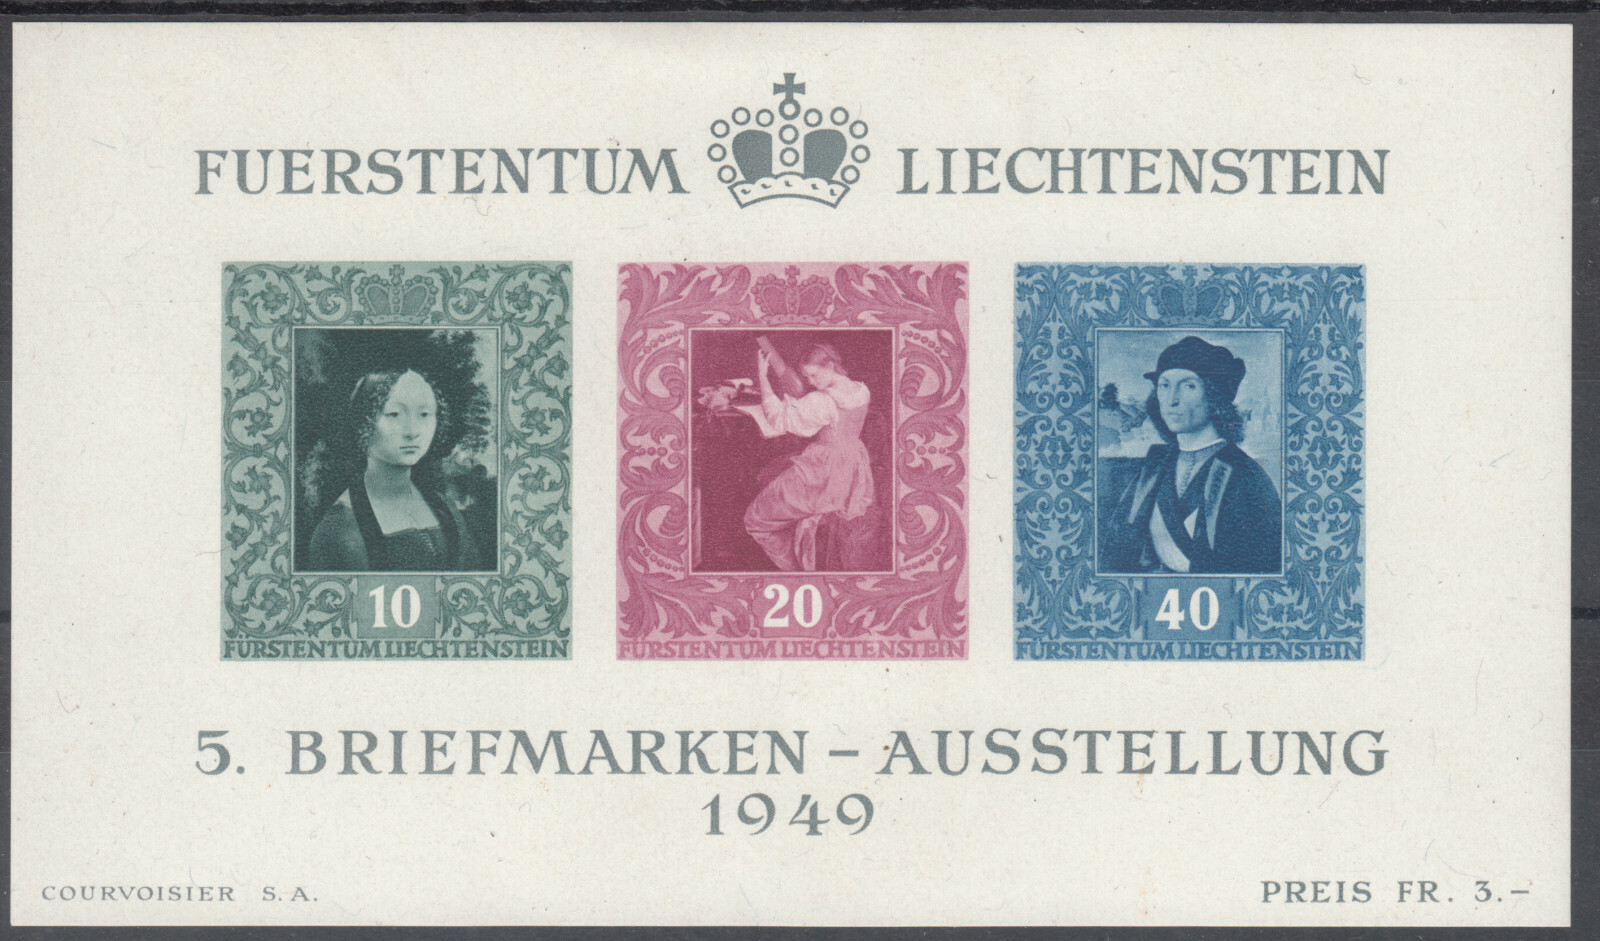 FUERSTENTUM LIECHTENSTEIN
10
FÜRSTENTUM LIECHTENSTEIN
20
FÜRSTENTUM LIECHTENSTEIN
40
FÜRSTENTUM LIECHTENSTEIN
5. BRIEFMARKEN – AUSSTELLUNG
1949
COURVOISIER S.A.
PREIS FR. 3.–